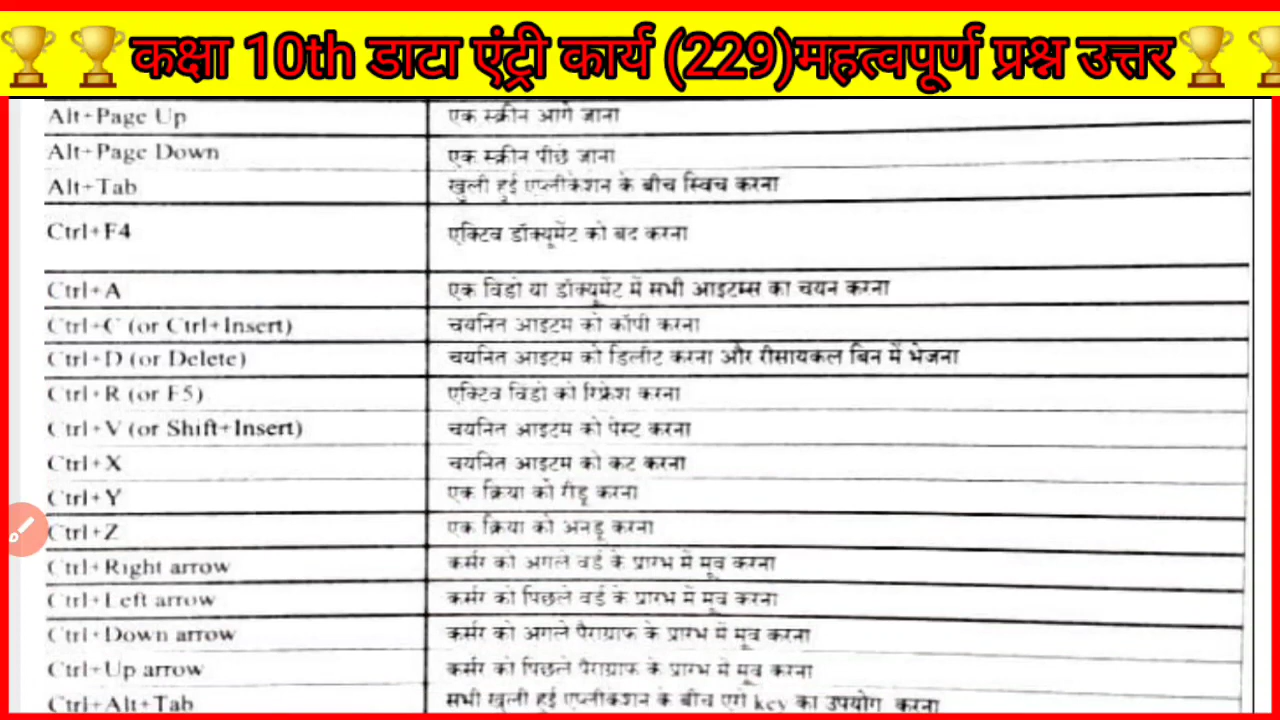 कक्षा 10th डाटा एंट्री कार्य (229)महत्वपूर्ण प्रश्न उत्तर
Alt+Page Up एक स्क्रीन आगे जाना
Alt+Page Down एक स्क्रीन पीछे जाना
Alt+Tab खुली हुई एप्लीकेशन के बीच स्विच करना
Ctrl+F4 एक्टिव डॉक्यूमेंट को बंद करना
Ctrl+A एक विंडो या डॉक्यूमेंट में सभी आइटम्स का चयन करना
Ctrl+C (or Ctrl+Insert) चयनित आइटम को कॉपी करना
Ctrl+D (or Delete) चयनित आइटम को डिलीट करना और रीसायकल बिन में भेजना
Ctrl+R (or F5) एक्टिव विंडो को रिफ्रेश करना
Ctrl+V (or Shift+Insert) चयनित आइटम को पेस्ट करना
Ctrl+X चयनित आइटम को कट करना
Ctrl+Y एक क्रिया को रीडू करना
Ctrl+Z एक क्रिया को अनडू करना
Ctrl+Right arrow कर्सर को अगले वर्ड के प्रारम्भ में मूव करना
Ctrl+Left arrow कर्सर को पिछले वर्ड के प्रारम्भ में मूव करना
Ctrl+Down arrow कर्सर को अगले पैराग्राफ के प्रारम्भ में मूव करना
Ctrl+Up arrow कर्सर को पिछले पैराग्राफ के प्रारम्भ में मूव करना
Ctrl+Alt+Tab सभी खुली हुई एप्लीकेशन के बीच एरो key का उपयोग करना